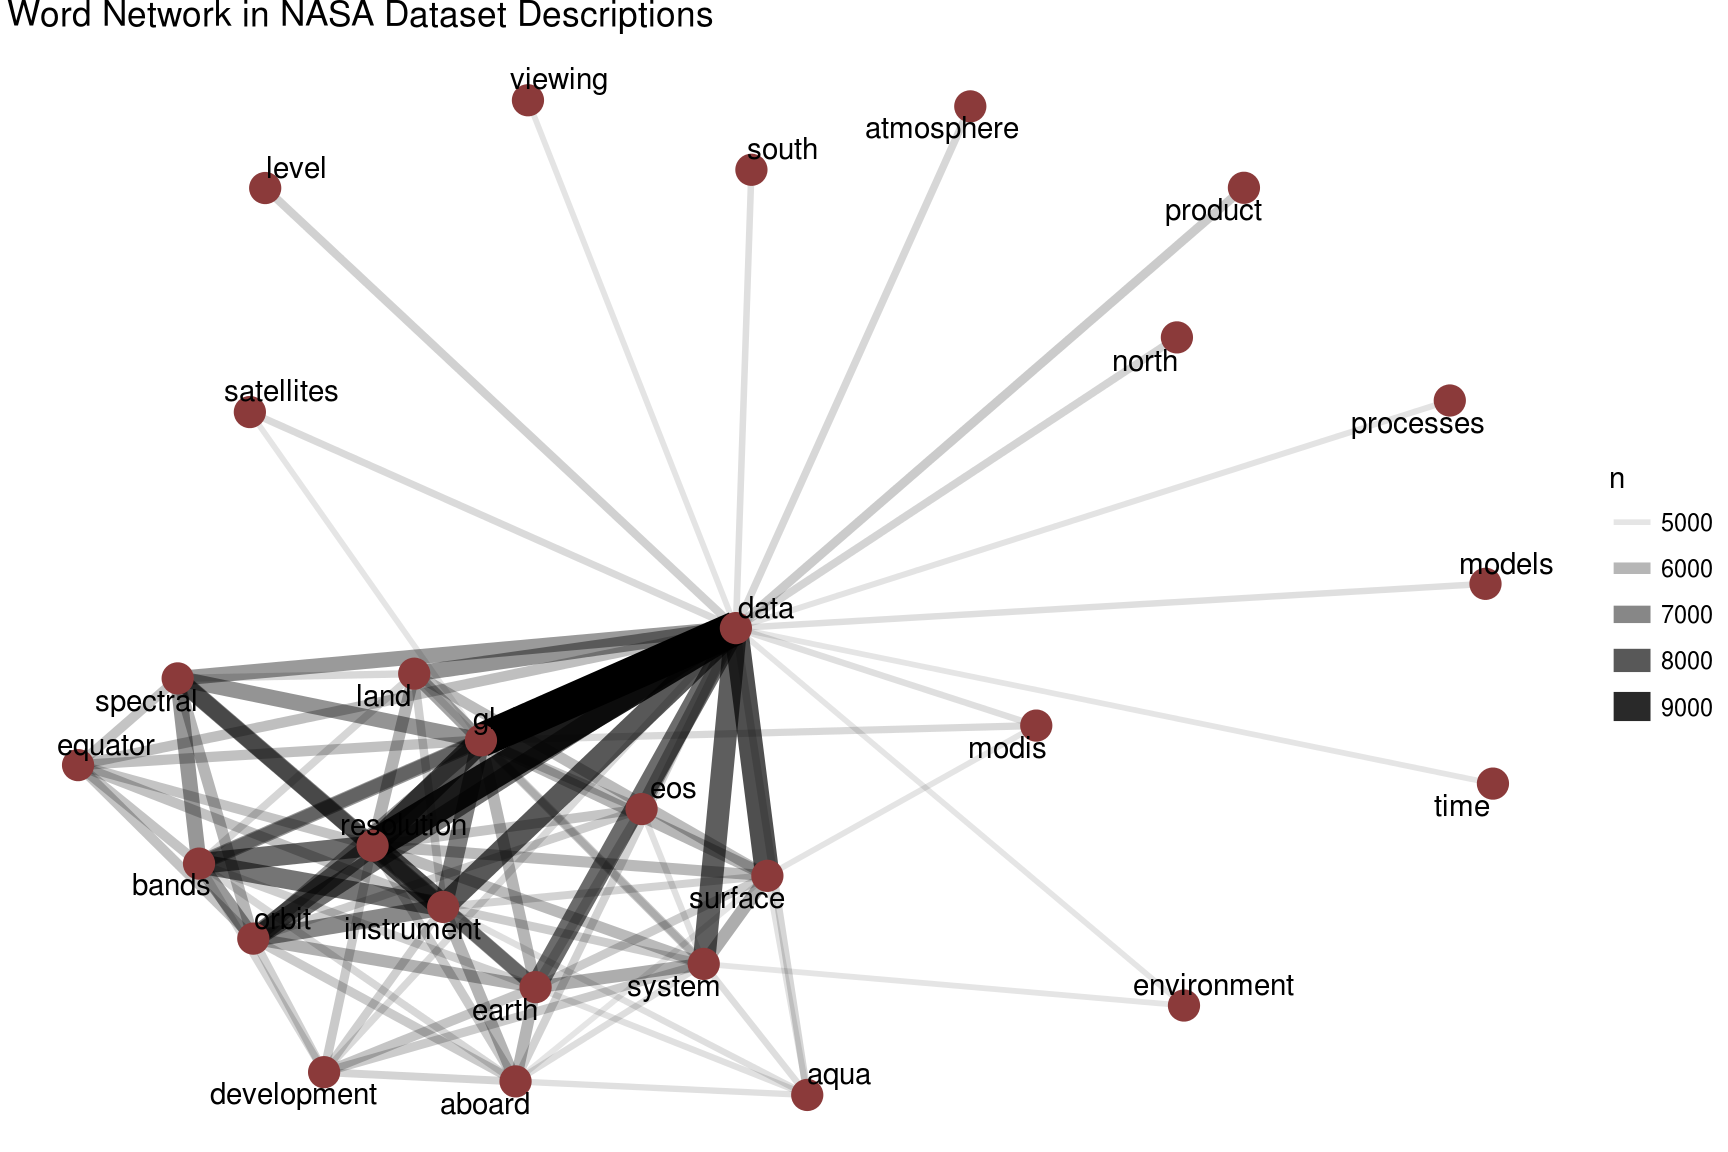 Word Network in NASA Dataset Descriptions
viewing
atmosphere
south
level
product
north
satellites
processes
n
5000
6000
7000
8000
9000
models
data
spectral
land
gl
equator
modis
eos
time
resolution
bands
surface
orbit
instrument
system
environment
earth
aqua
development
aboard